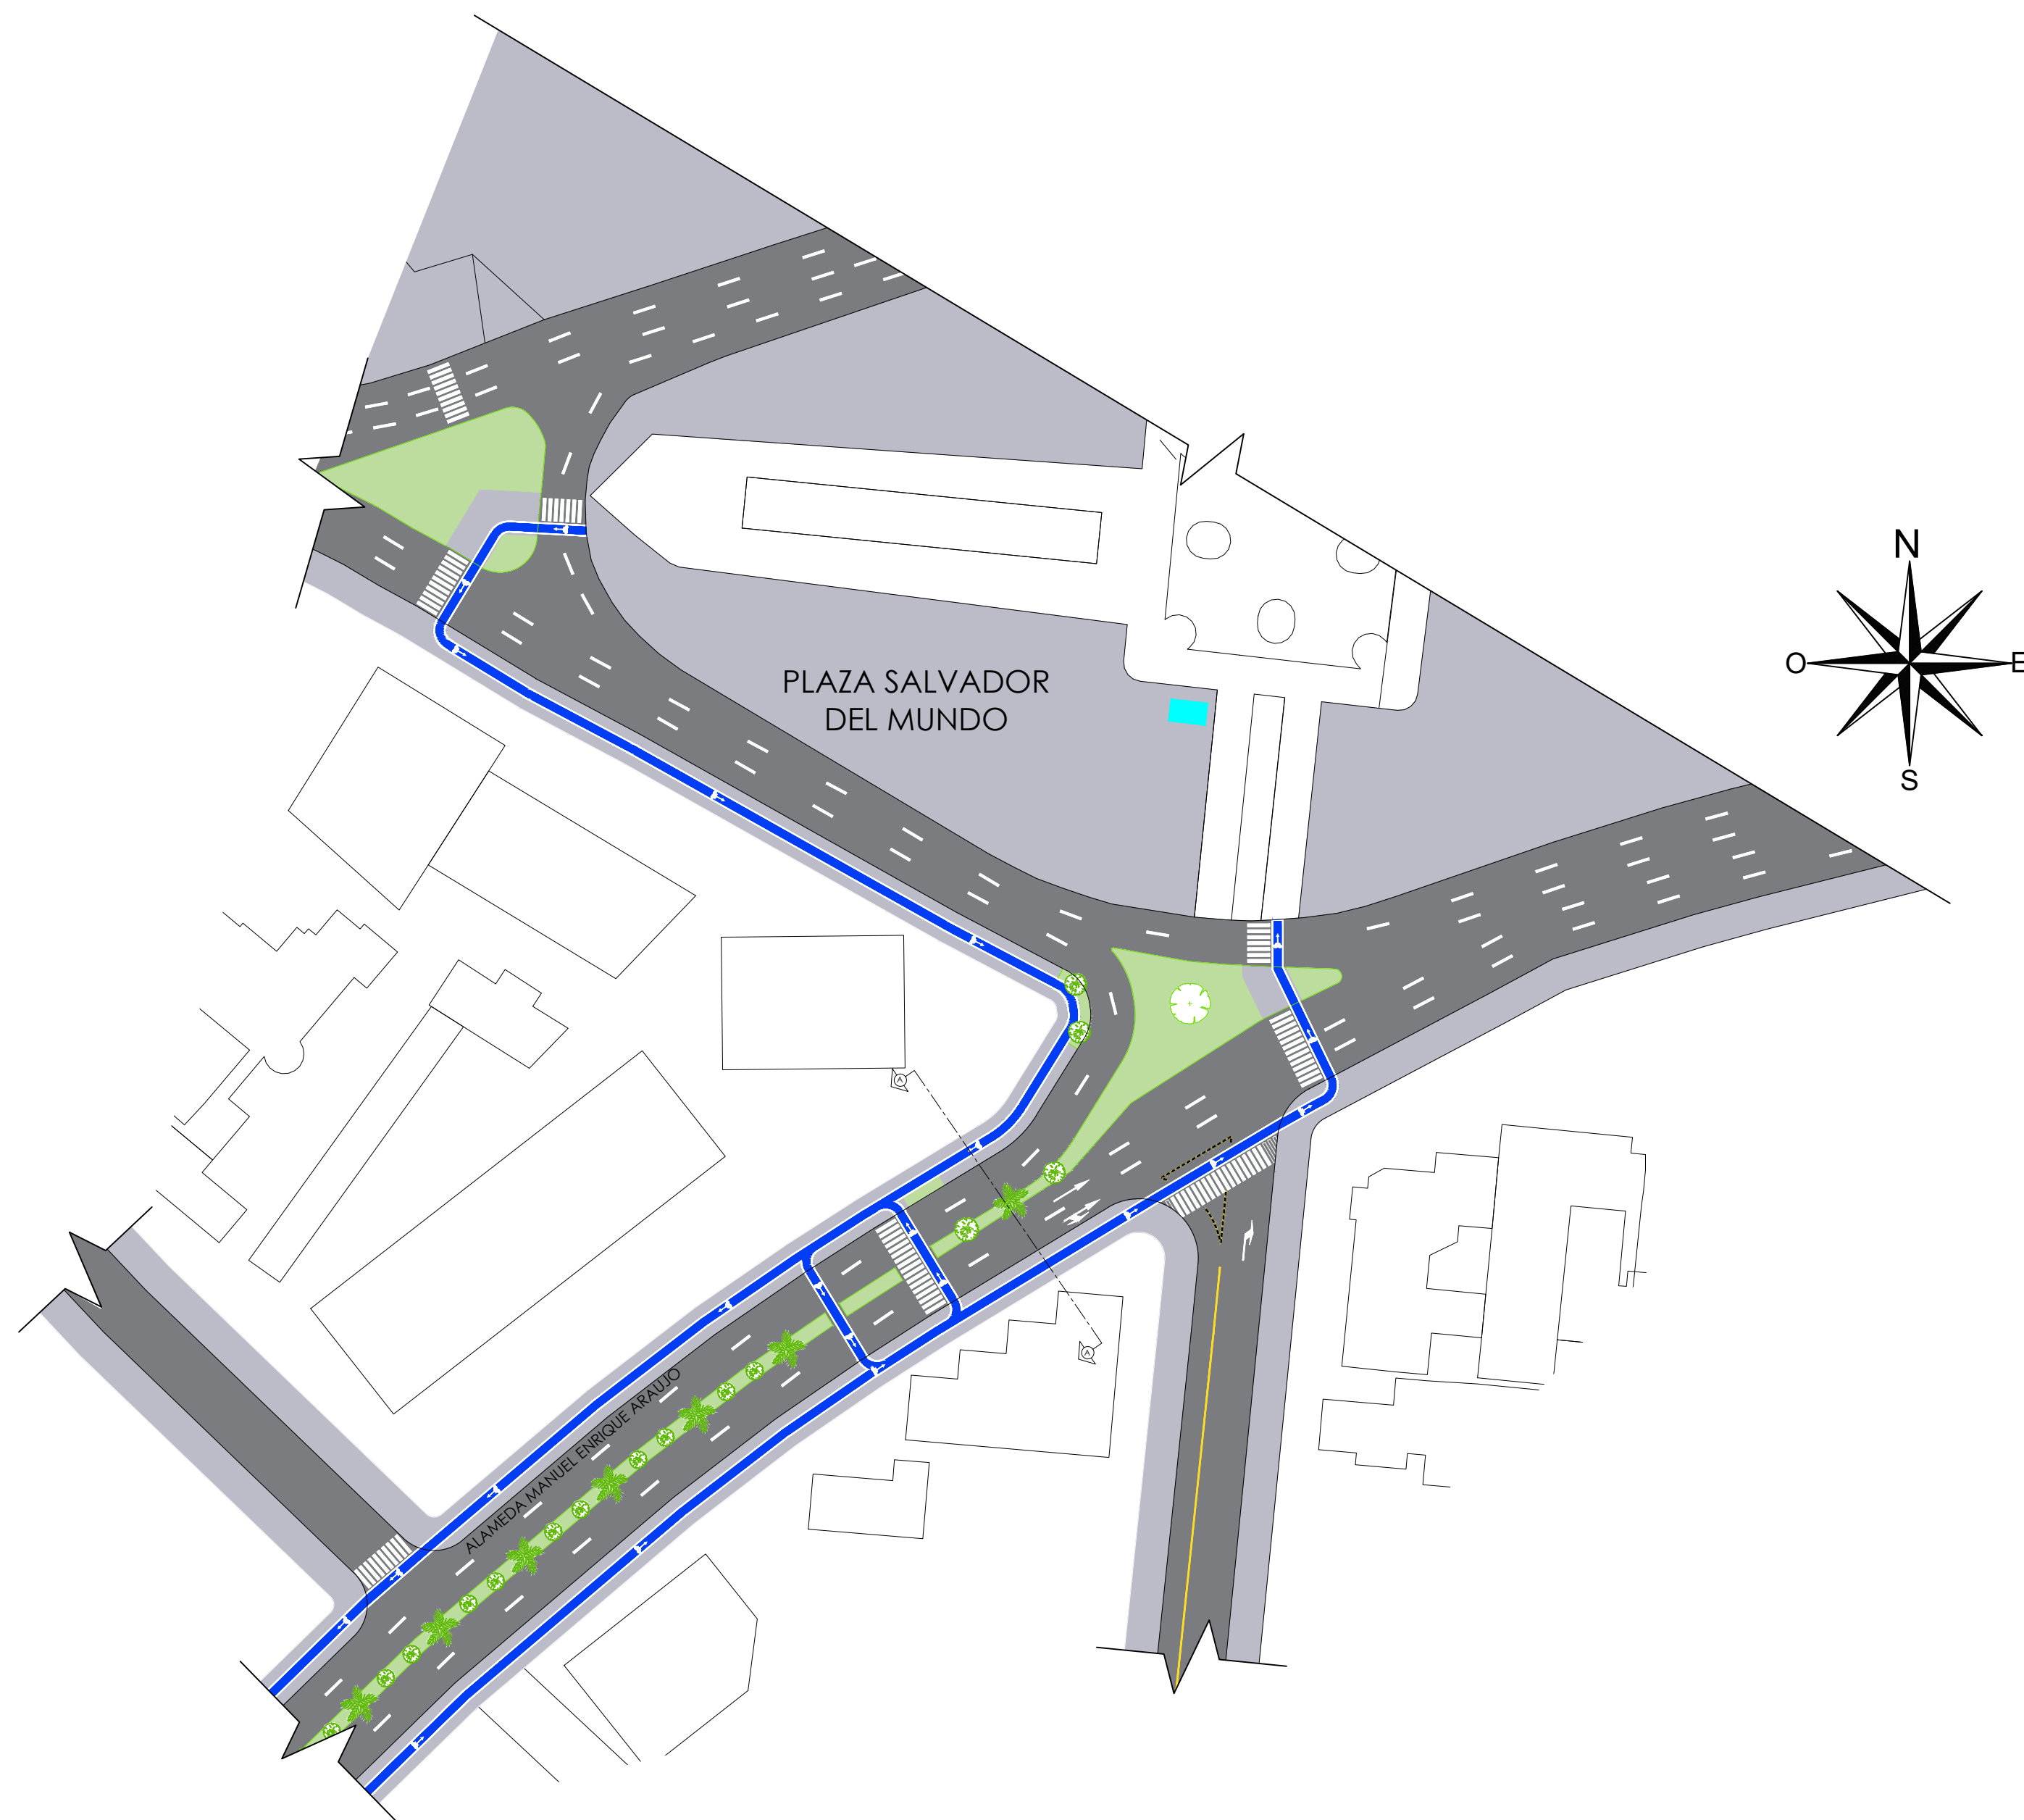 N
O
E
S
PLAZA SALVADOR
DEL MUNDO
A
A
ALAMEDA MANUEL ENRIQUE ARAUJO